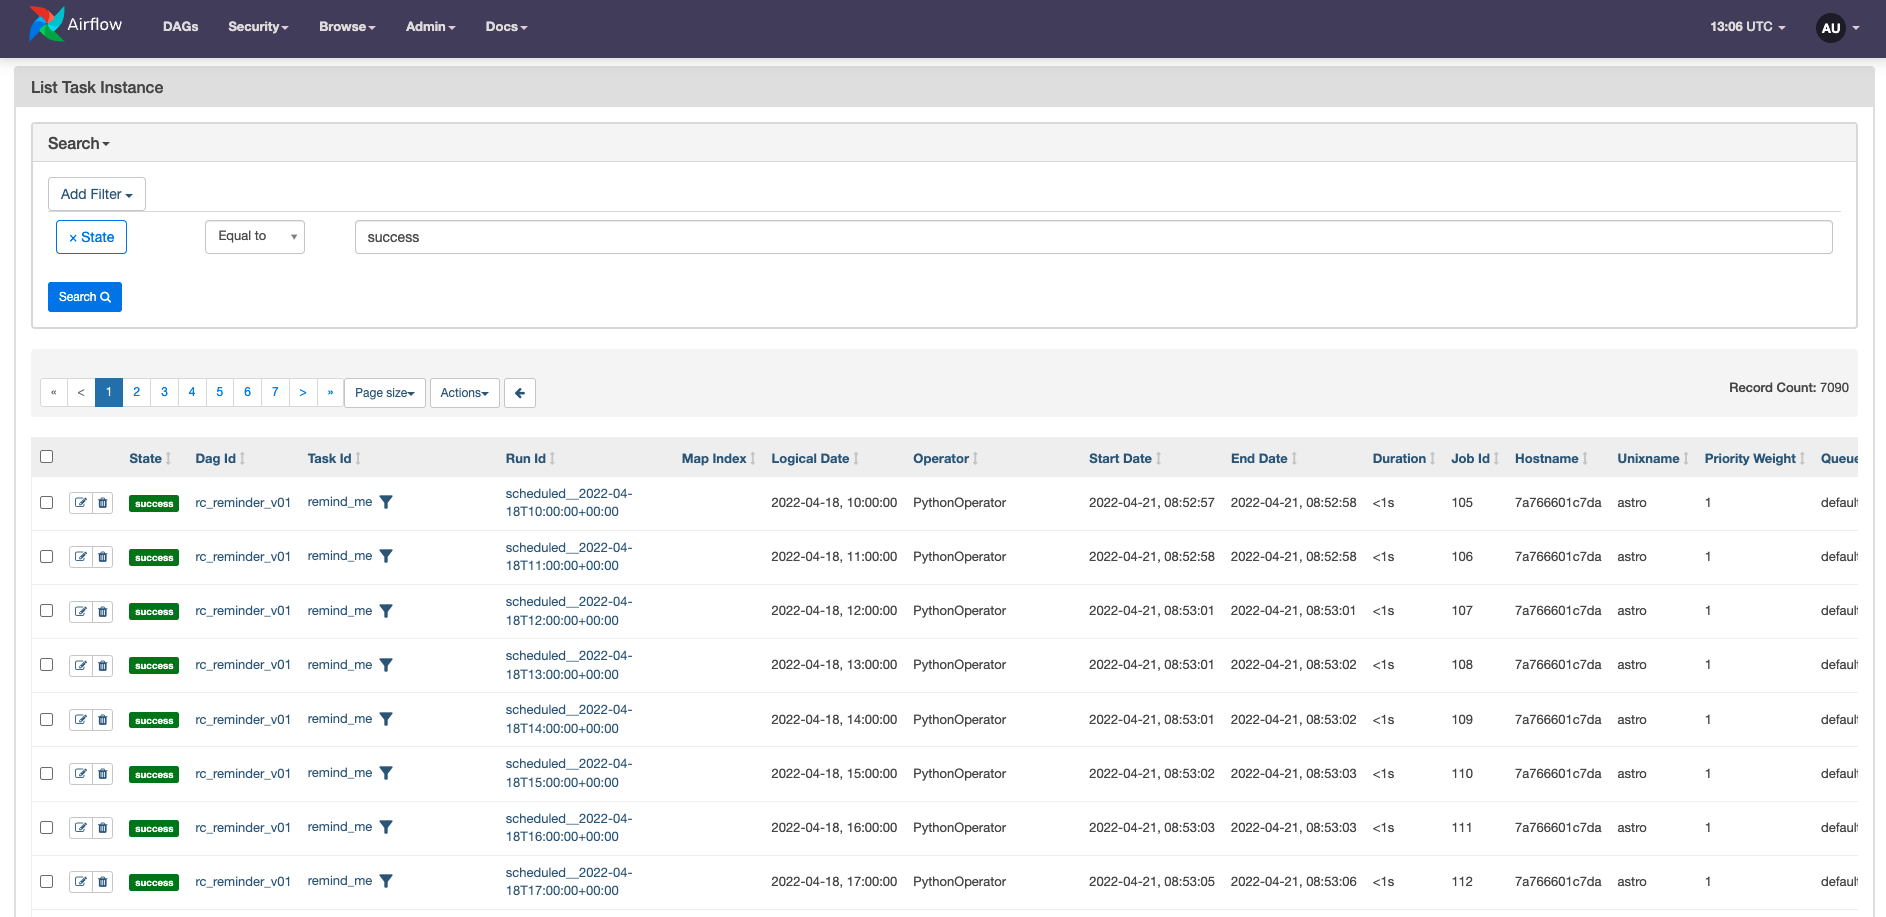 Airflow DAGs Security Browse Admin Docs 13:06 UTC AU
List Task Instance
Search
Add Filter
× State Equal to success
Search
« < 1 2 3 4 5 6 7 > » Page size Actions Record Count: 7090
State Dag Id Task Id Run Id Map Index Logical Date Operator Start Date End Date Duration Job Id Hostname Unixname Priority Weight Queue
success rc_reminder_v01 remind_me scheduled__2022-04-18T10:00:00+00:00 2022-04-18, 10:00:00 PythonOperator 2022-04-21, 08:52:57 2022-04-21, 08:52:58 <1s 105 7a766601c7da astro 1 defaul
success rc_reminder_v01 remind_me scheduled__2022-04-18T11:00:00+00:00 2022-04-18, 11:00:00 PythonOperator 2022-04-21, 08:52:58 2022-04-21, 08:52:58 <1s 106 7a766601c7da astro 1 defaul
success rc_reminder_v01 remind_me scheduled__2022-04-18T12:00:00+00:00 2022-04-18, 12:00:00 PythonOperator 2022-04-21, 08:53:01 2022-04-21, 08:53:01 <1s 107 7a766601c7da astro 1 defaul
success rc_reminder_v01 remind_me scheduled__2022-04-18T13:00:00+00:00 2022-04-18, 13:00:00 PythonOperator 2022-04-21, 08:53:01 2022-04-21, 08:53:02 <1s 108 7a766601c7da astro 1 defaul
success rc_reminder_v01 remind_me scheduled__2022-04-18T14:00:00+00:00 2022-04-18, 14:00:00 PythonOperator 2022-04-21, 08:53:01 2022-04-21, 08:53:02 <1s 109 7a766601c7da astro 1 defaul
success rc_reminder_v01 remind_me scheduled__2022-04-18T15:00:00+00:00 2022-04-18, 15:00:00 PythonOperator 2022-04-21, 08:53:02 2022-04-21, 08:53:03 <1s 110 7a766601c7da astro 1 defaul
success rc_reminder_v01 remind_me scheduled__2022-04-18T16:00:00+00:00 2022-04-18, 16:00:00 PythonOperator 2022-04-21, 08:53:03 2022-04-21, 08:53:03 <1s 111 7a766601c7da astro 1 defaul
success rc_reminder_v01 remind_me scheduled__2022-04-18T17:00:00+00:00 2022-04-18, 17:00:00 PythonOperator 2022-04-21, 08:53:05 2022-04-21, 08:53:06 <1s 112 7a766601c7da astro 1 defaul